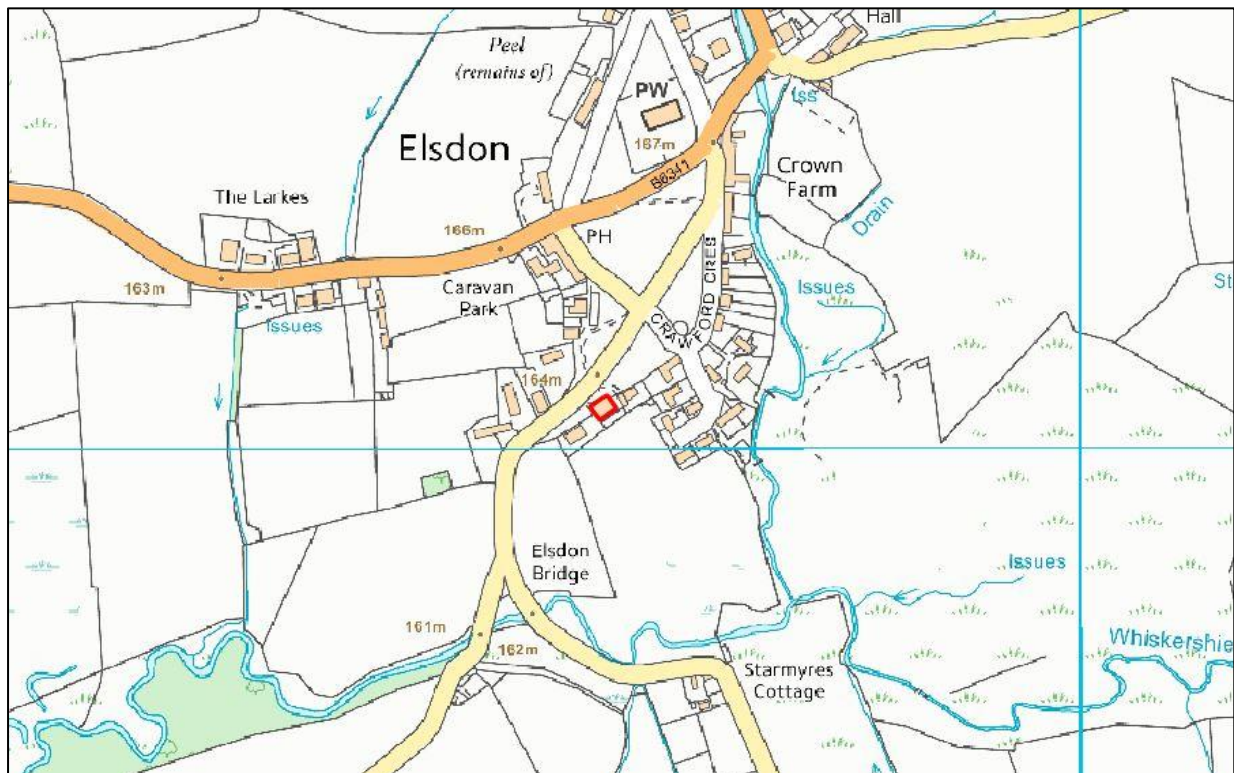 Hall
Peel
(remains of)
PW
Iss
Elsdon
167m
B6341
Crown
Farm
The Larkes
Drain
166m
PH
163m
Caravan
Park
CRAWFORD CRES
Issues
St
Issues
164m
Elsdon
Bridge
Issues
161m
162m
Whiskershie
Starmyres
Cottage